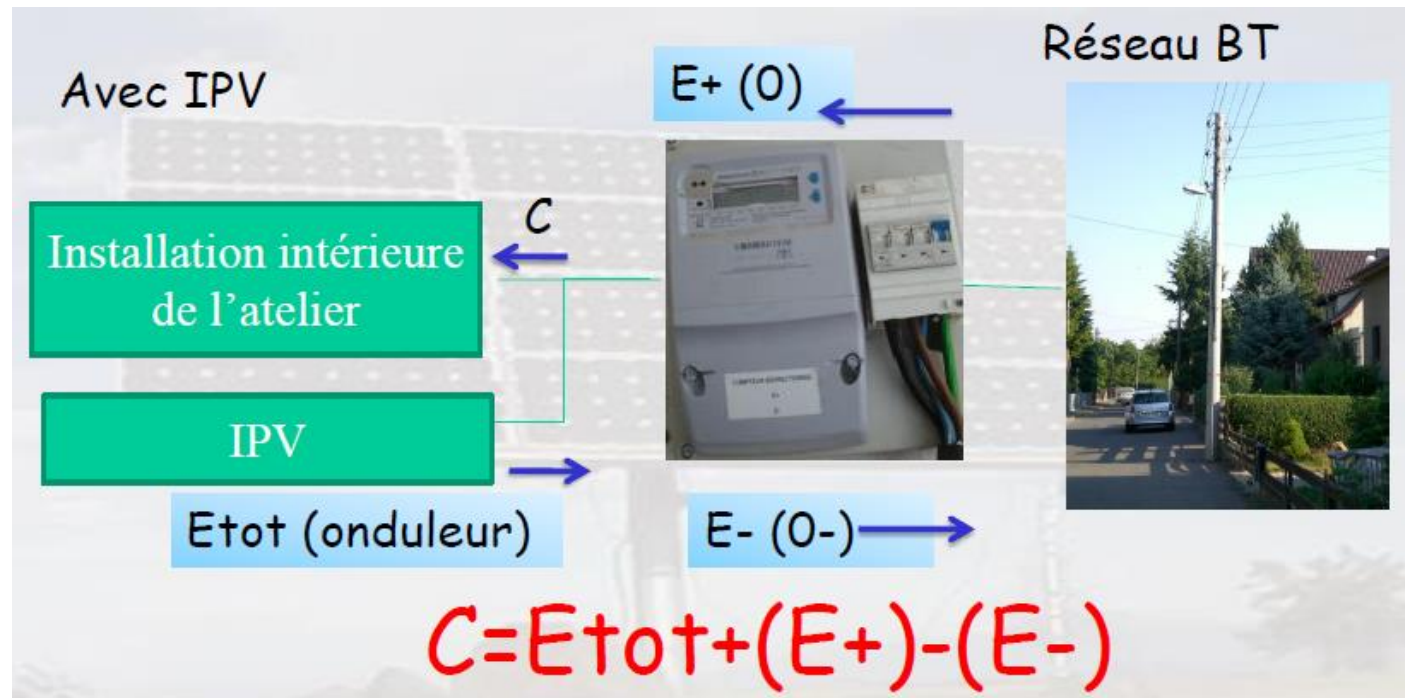 Avec IPV
E+ (0)
Réseau BT
C
Installation intérieure
de l'atelier
IPV
Etot (onduleur)
E- (0-)
C=Etot+(E+)-(E-)